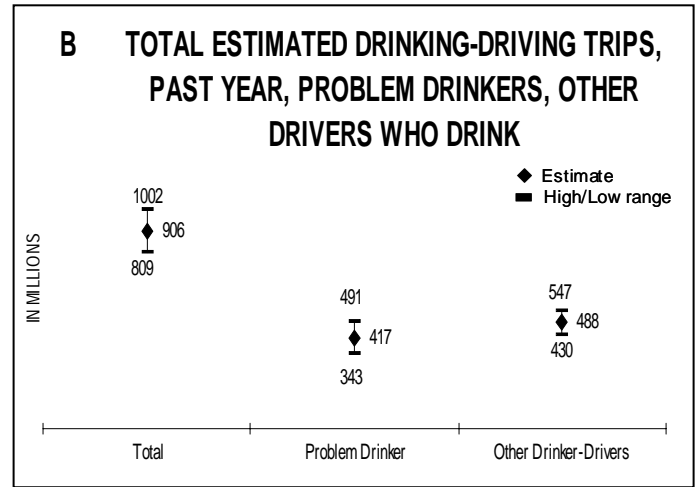 B TOTAL ESTIMATED DRINKING-DRIVING TRIPS,
PAST YEAR, PROBLEM DRINKERS, OTHER
DRIVERS WHO DRINK
Estimate
High/Low range
IN MILLIONS
1002
906
809
491
417
343
547
488
430
Total
Problem Drinker
Other Drinker-Drivers